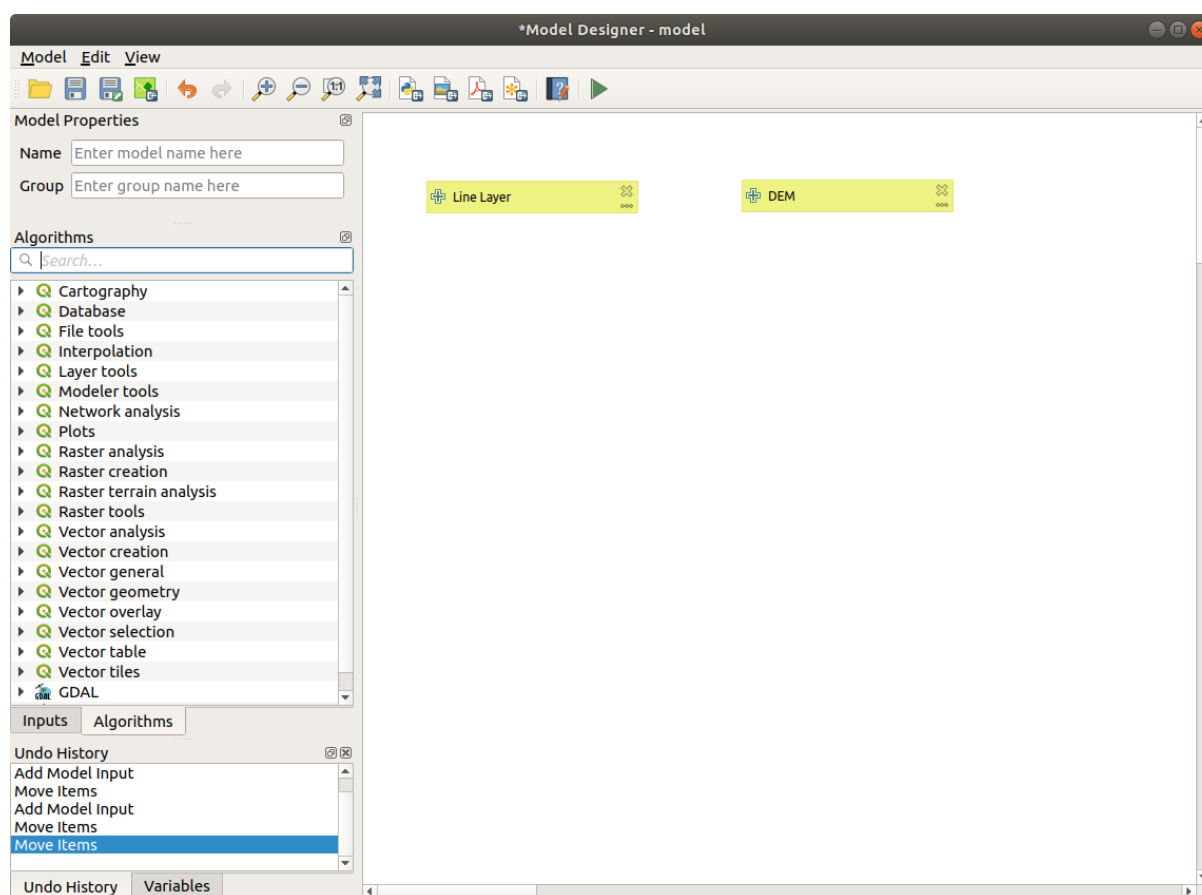 *Model Designer - model
Model Edit View
Model Properties
Name Enter model name here
Group Enter group name here
Algorithms
Search...
Cartography
Database
File tools
Interpolation
Layer tools
Modeler tools
Network analysis
Plots
Raster analysis
Raster creation
Raster terrain analysis
Raster tools
Vector analysis
Vector creation
Vector general
Vector geometry
Vector overlay
Vector selection
Vector table
Vector tiles
GDAL
Inputs Algorithms
Undo History
Add Model Input
Move Items
Add Model Input
Move Items
Move Items
Undo History Variables
Line Layer
DEM